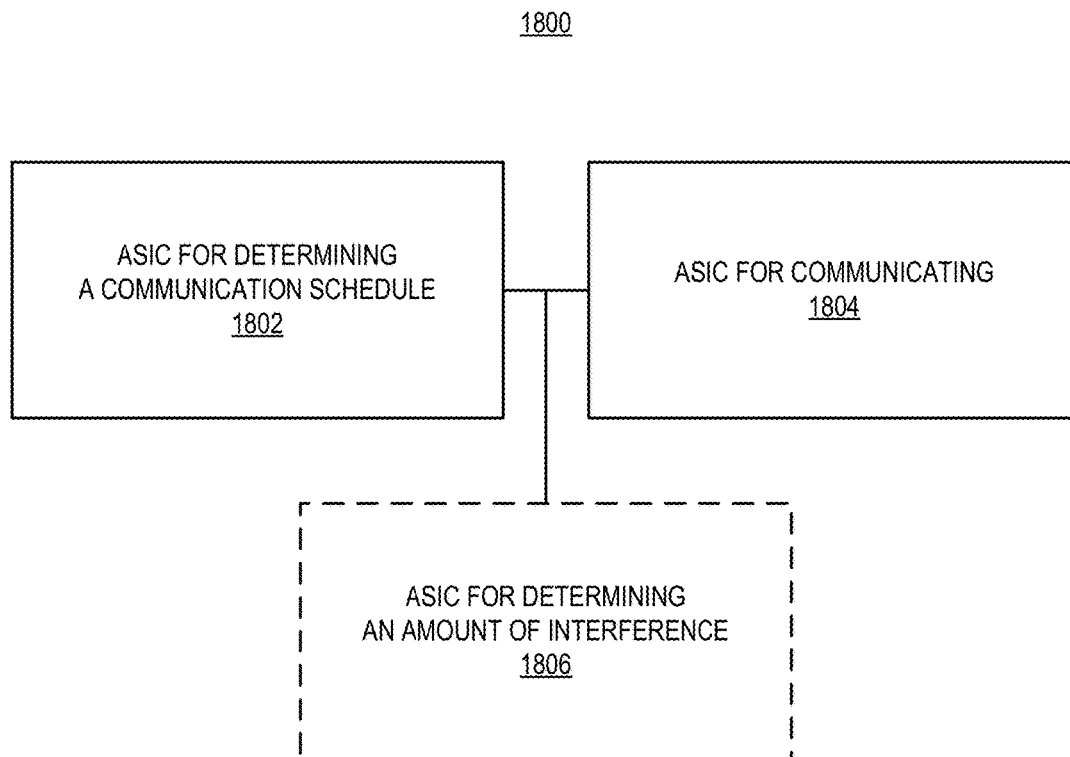 1800
ASIC FOR DETERMINING
A COMMUNICATION SCHEDULE
1802
ASIC FOR COMMUNICATING
1804
ASIC FOR DETERMINING
AN AMOUNT OF INTERFERENCE
1806